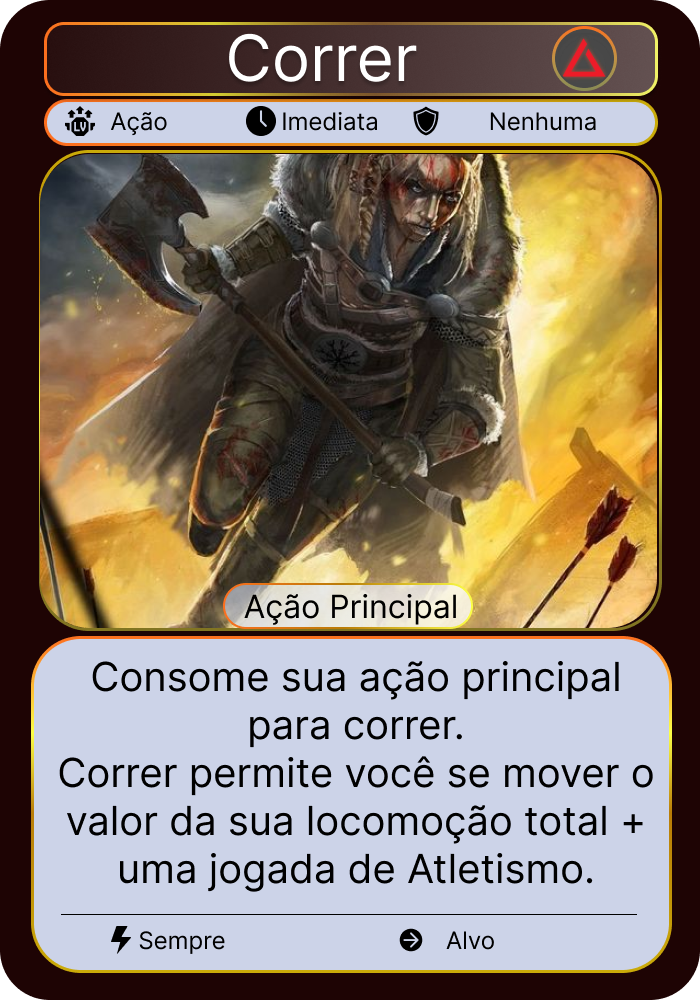 Correr
LV Ação Imediata Nenhuma
Ação Principal
Consome sua ação principal
para correr.
Correr permite você se mover o
valor da sua locomoção total +
uma jogada de Atletismo.
Sempre Alvo